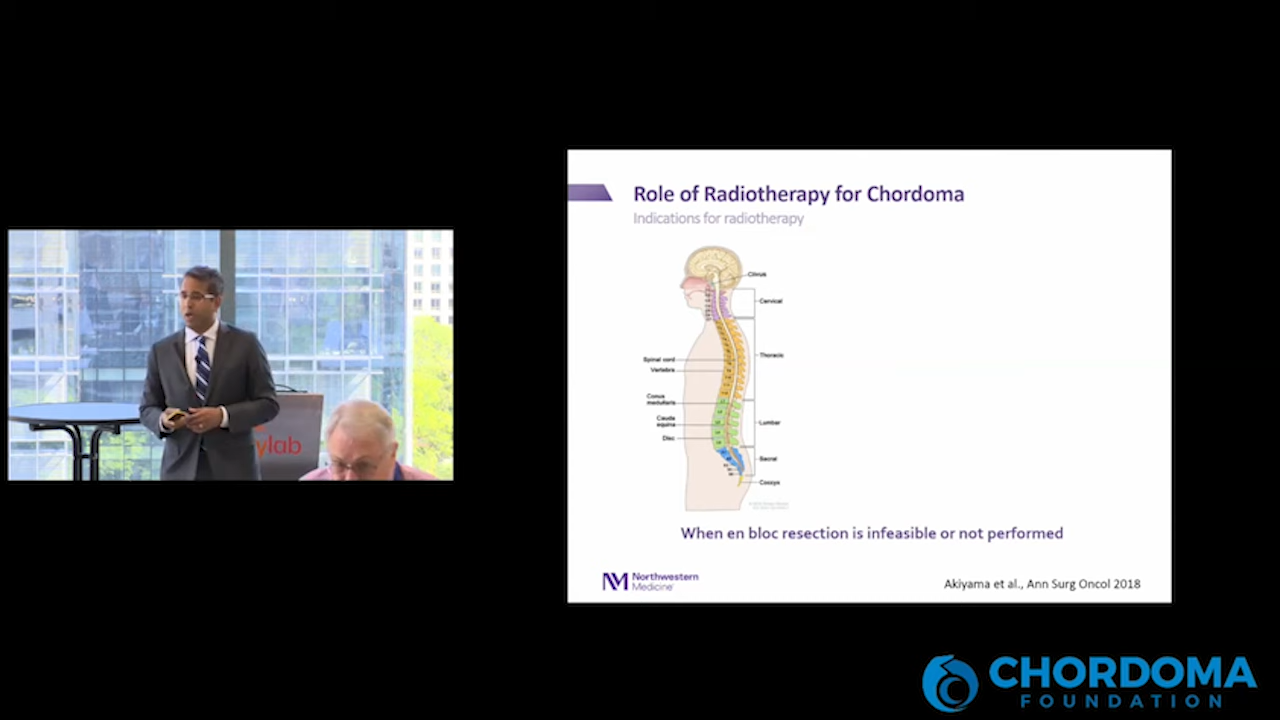 Role of Radiotherapy for Chordoma
Indications for radiotherapy
Clivus
Cervical
Spinal cord
Thoracic
Vertebra
Conus
medullaris
Cauda
equina
Lumbar
Disc
Sacral
Coccyx
When en bloc resection is infeasible or not performed
Northwestern
Medicine
Akiyama et al., Ann Surg Oncol 2018
ylab
CHORDOMA
FOUNDATION